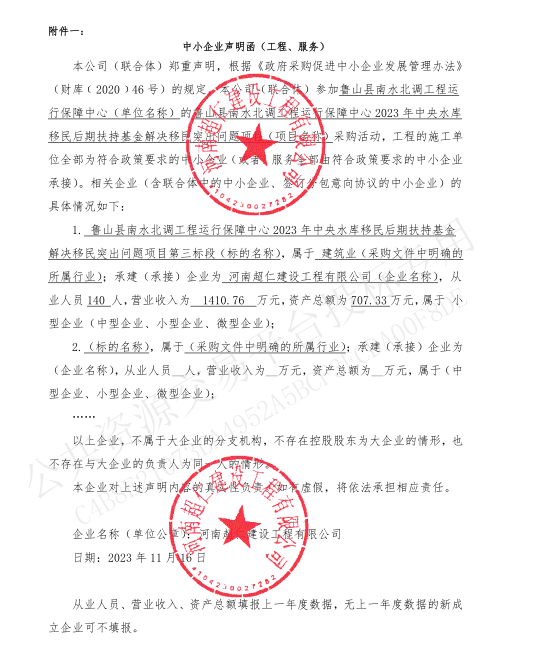 附件一：
中小企业声明函（工程、服务）
本公司（联合体）郑重声明，根据《政府采购促进中小企业发展管理办法》
（财库（2020）46号）的规定，本公司（联合体）参加鲁山县南水北调工程运
行保障中心（单位名称）的鲁山县南水北调工程运行保障中心2023年中央水库
移民后期扶持基金解决移民突出问题项目（项目名称）采购活动，工程的施工单
位全部为符合政策要求的中小企业（或者：服务全部由符合政策要求的中小企业
承接）。相关企业（含联合体中的中小企业、签订分包意向协议的中小企业）的
具体情况如下：
1. 鲁山县南水北调工程运行保障中心2023年中央水库移民后期扶持基金
解决移民突出问题项目第三标段（标的名称），属于 建筑业（采购文件中明确的
所属行业）；承建（承接）企业为 河南超仁建设工程有限公司（企业名称），从
业人员 140 人，营业收入为 1410.76 万元，资产总额为 707.33 万元，属于 小
型企业（中型企业、小型企业、微型企业）；
2. （标的名称），属于（采购文件中明确的所属行业）；承建（承接）企业为
（企业名称），从业人员__人，营业收入为__万元，资产总额为__万元，属于（中
型企业、小型企业、微型企业）；
……
以上企业，不属于大企业的分支机构，不存在控股股东为大企业的情形，也
不存在与大企业的负责人为同一人的情形。
本企业对上述声明内容的真实性负责。如有虚假，将依法承担相应责任。
企业名称（单位公章）：河南超仁建设工程有限公司
日期：2023年11月16日
从业人员、营业收入、资产总额填报上一年度数据，无上一年度数据的新成
立企业可不填报。
河南超仁建设工程有限公司
4104230027282
河南超仁建设工程有限公司
4104230027282